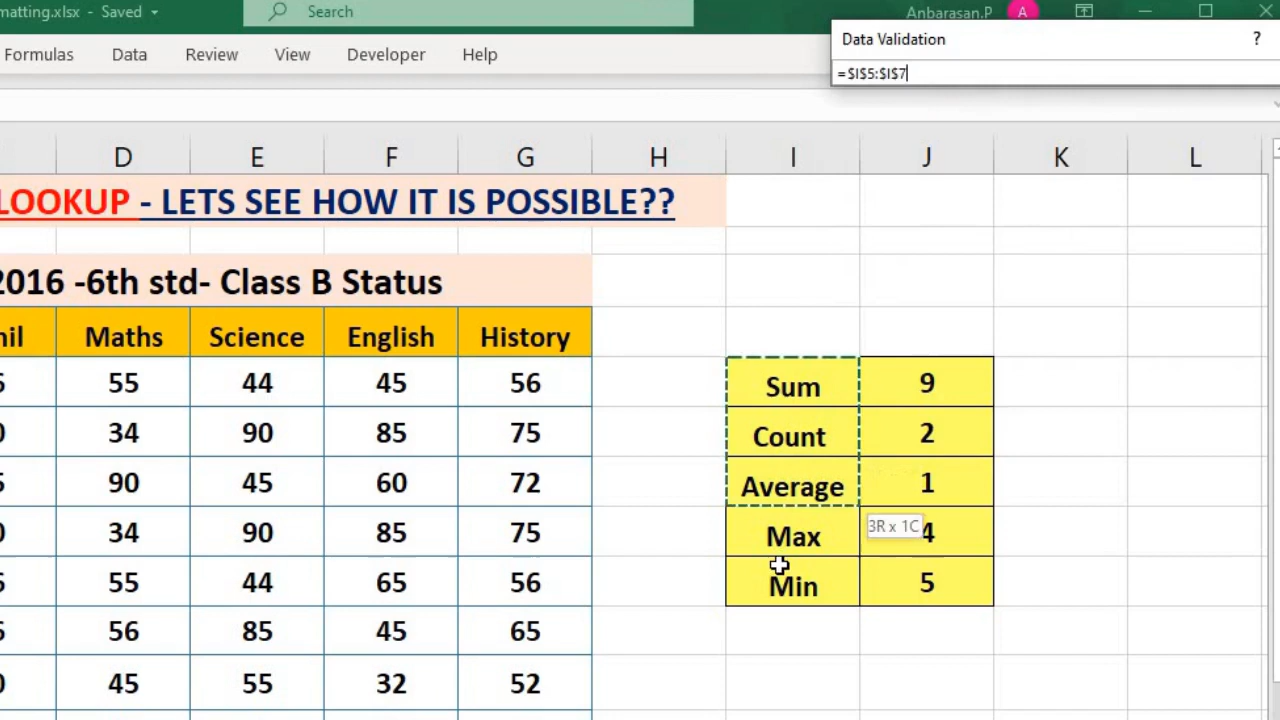 matting.xlsx - Saved
Search
Anbarasan.P
A
Formulas Data Review View Developer Help
Data Validation
?
=$I$5:$I$7
D E F G H I J K L
LOOKUP - LETS SEE HOW IT IS POSSIBLE??
2016 -6th std- Class B Status
Maths Science English History
55 44 45 56 Sum 9
34 90 85 75 Count 2
90 45 60 72 Average 1
34 90 85 75 Max 4
3R x 1C
55 44 65 56 Min 5
56 85 45 65
45 55 32 52